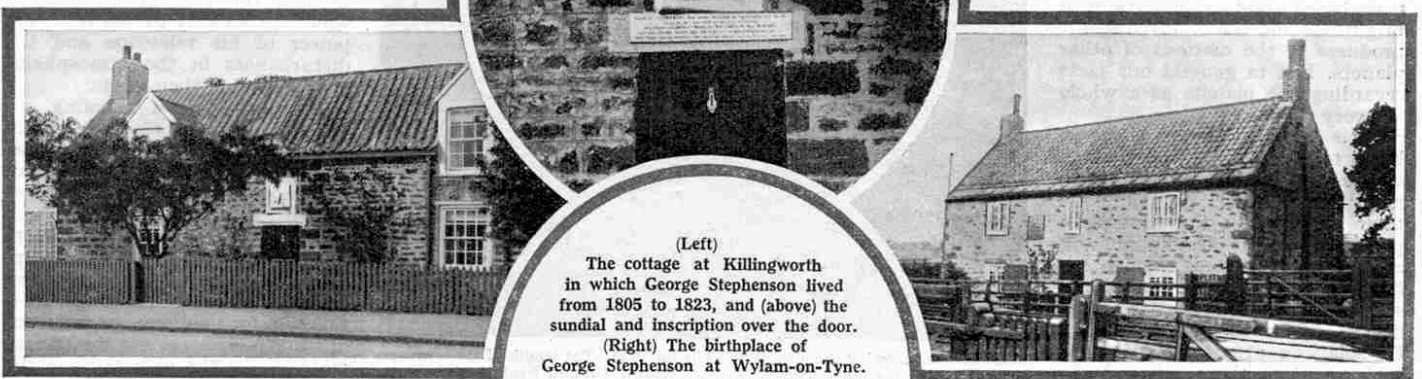 (Left)
The cottage at Killingworth
in which George Stephenson lived
from 1805 to 1823, and (above) the
sundial and inscription over the door.
(Right) The birthplace of
George Stephenson at Wylam-on-Tyne.